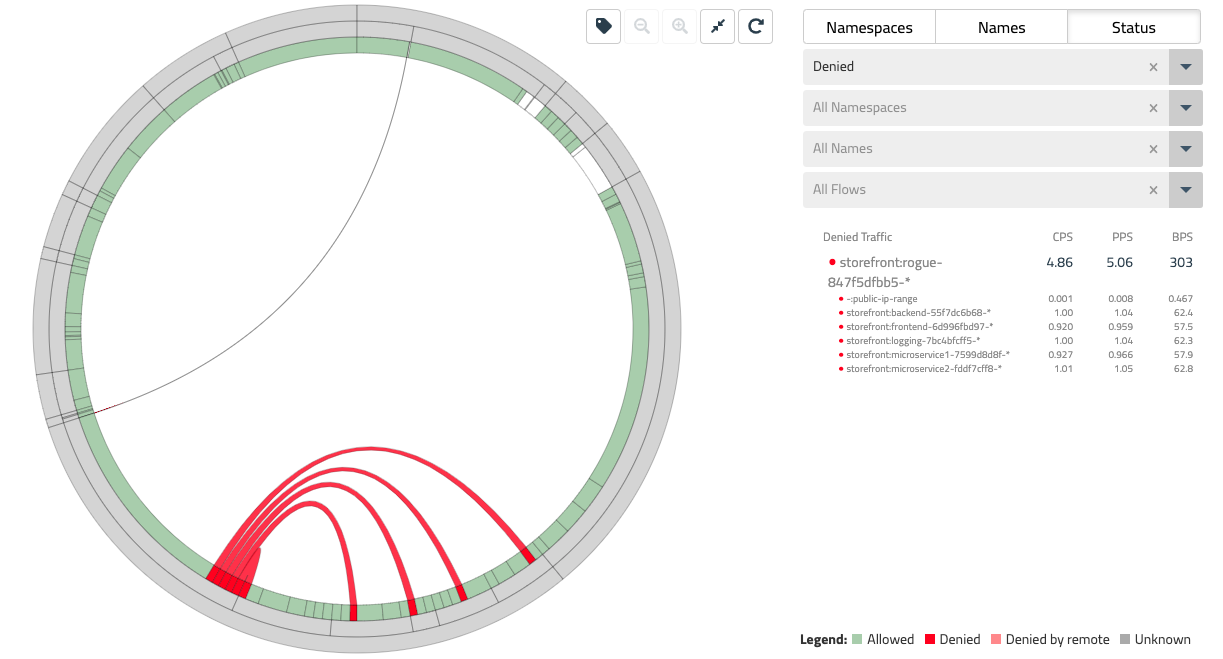 Namespaces Names Status
Denied ×
All Namespaces ×
All Names ×
All Flows ×
Denied Traffic CPS PPS BPS
storefront:rogue- 4.86 5.06 303
847f5dfbb5-*
-:public-ip-range 0.001 0.008 0.467
storefront:backend-55f7dc6b68-* 1.00 1.04 62.4
storefront:frontend-6d996fbd97-* 0.920 0.959 57.5
storefront:logging-7bc4bfcff5-* 1.00 1.04 62.3
storefront:microservice1-7599d8d8f-* 0.927 0.966 57.9
storefront:microservice2-fddf7cff8-* 1.01 1.05 62.8
Legend: Allowed Denied Denied by remote Unknown